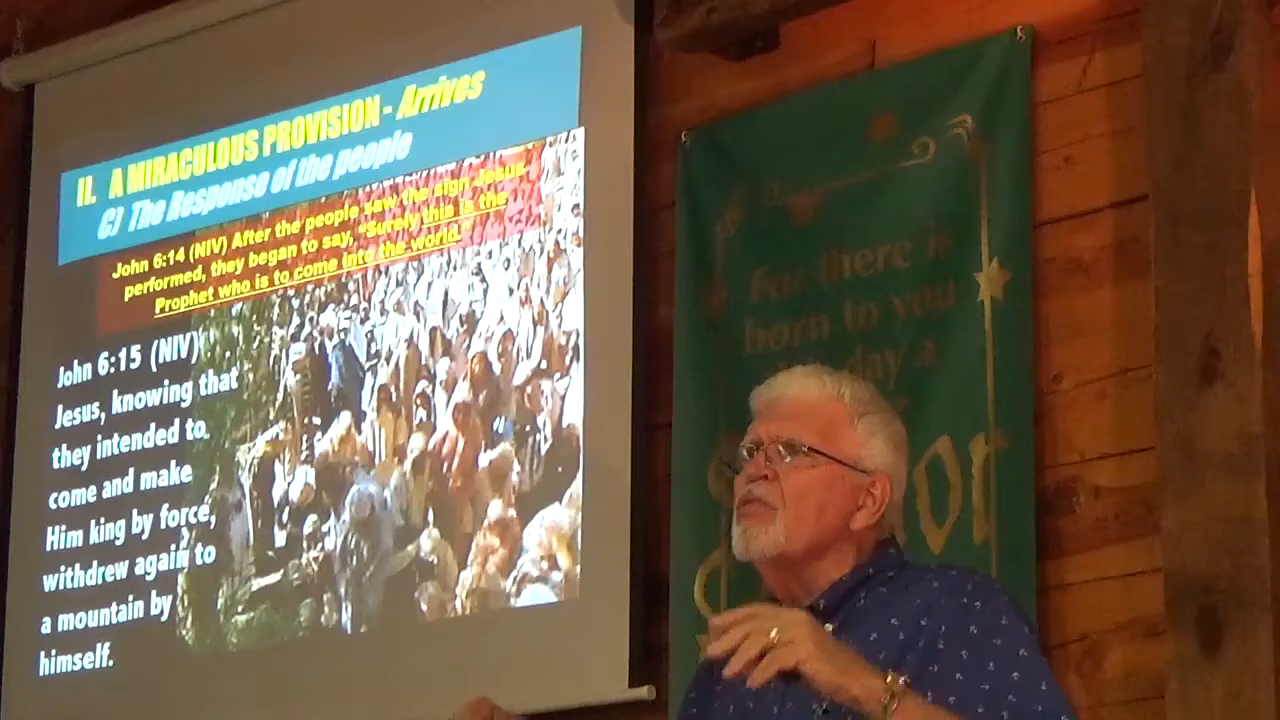 II. A MIRACULOUS PROVISION - Arrives
C) The Response of the people
John 6:14 (NIV) After the people saw the sign Jesus
performed, they began to say, "Surely this is the
Prophet who is to come into the world."
John 6:15 (NIV)
Jesus, knowing that
they intended to
come and make
Him king by force,
withdrew again to
a mountain by
himself.
For there is
born to you
day a